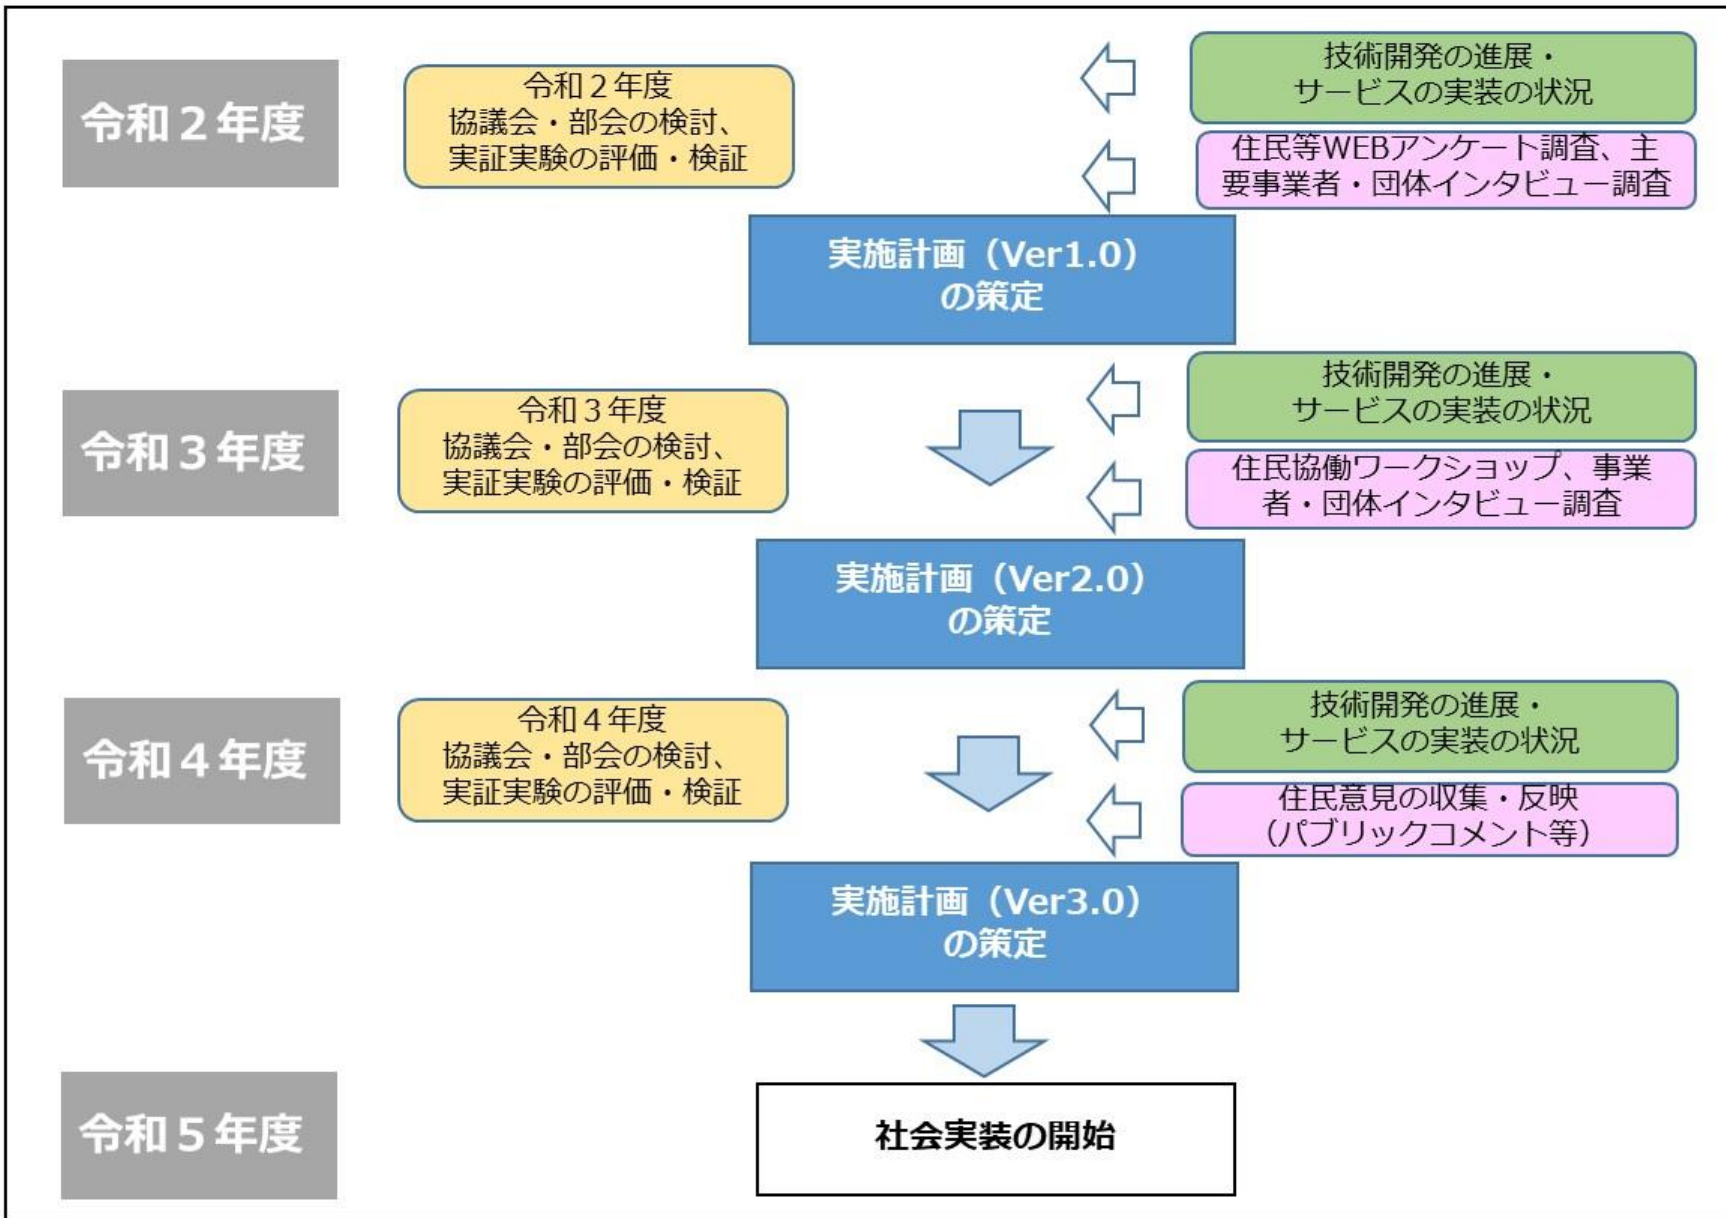 令和２年度
令和２年度
協議会・部会の検討、
実証実験の評価・検証
技術開発の進展・
サービスの実装の状況
住民等WEBアンケート調査、主
要事業者・団体インタビュー調査
実施計画（Ver1.0）
の策定
令和３年度
令和３年度
協議会・部会の検討、
実証実験の評価・検証
技術開発の進展・
サービスの実装の状況
住民協働ワークショップ、事業
者・団体インタビュー調査
実施計画（Ver2.0）
の策定
令和４年度
令和４年度
協議会・部会の検討、
実証実験の評価・検証
技術開発の進展・
サービスの実装の状況
住民意見の収集・反映
（パブリックコメント等）
実施計画（Ver3.0）
の策定
令和５年度
社会実装の開始